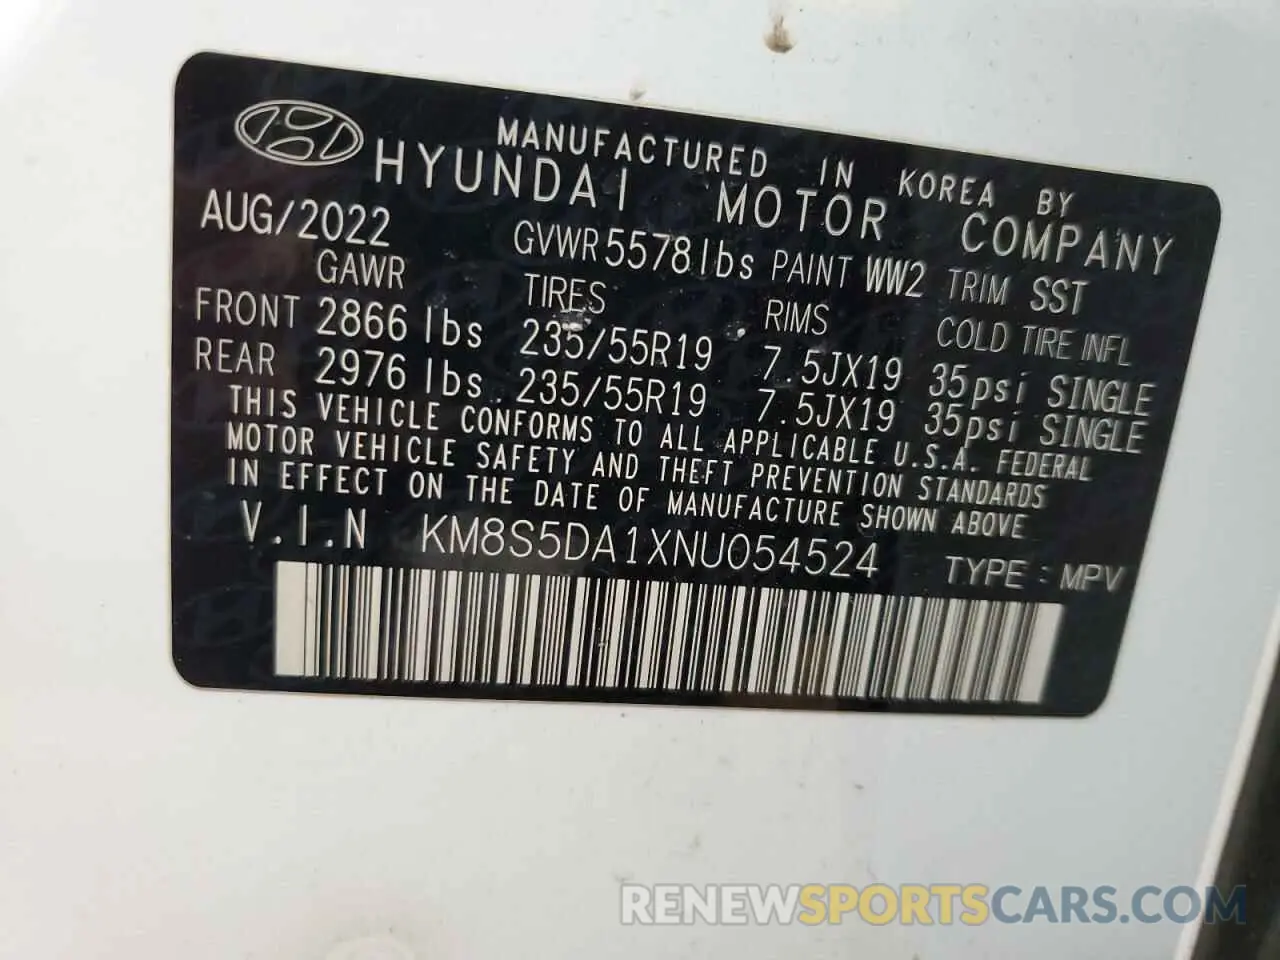 MANUFACTURED IN KOREA BY
HYUNDAI MOTOR COMPANY
AUG/2022 GVWR 5578 lbs PAINT WW2 TRIM SST
GAWR TIRES RIMS COLD TIRE INFL
FRONT 2866 lbs 235/55R19 7.5JX19 35psi SINGLE
REAR 2976 lbs 235/55R19 7.5JX19 35psi SINGLE
THIS VEHICLE CONFORMS TO ALL APPLICABLE U.S.A. FEDERAL
MOTOR VEHICLE SAFETY AND THEFT PREVENTION STANDARDS
IN EFFECT ON THE DATE OF MANUFACTURE SHOWN ABOVE
V.I.N KM8S5DA1XNU054524 TYPE : MPV
RENEWSPORTSCARS.COM